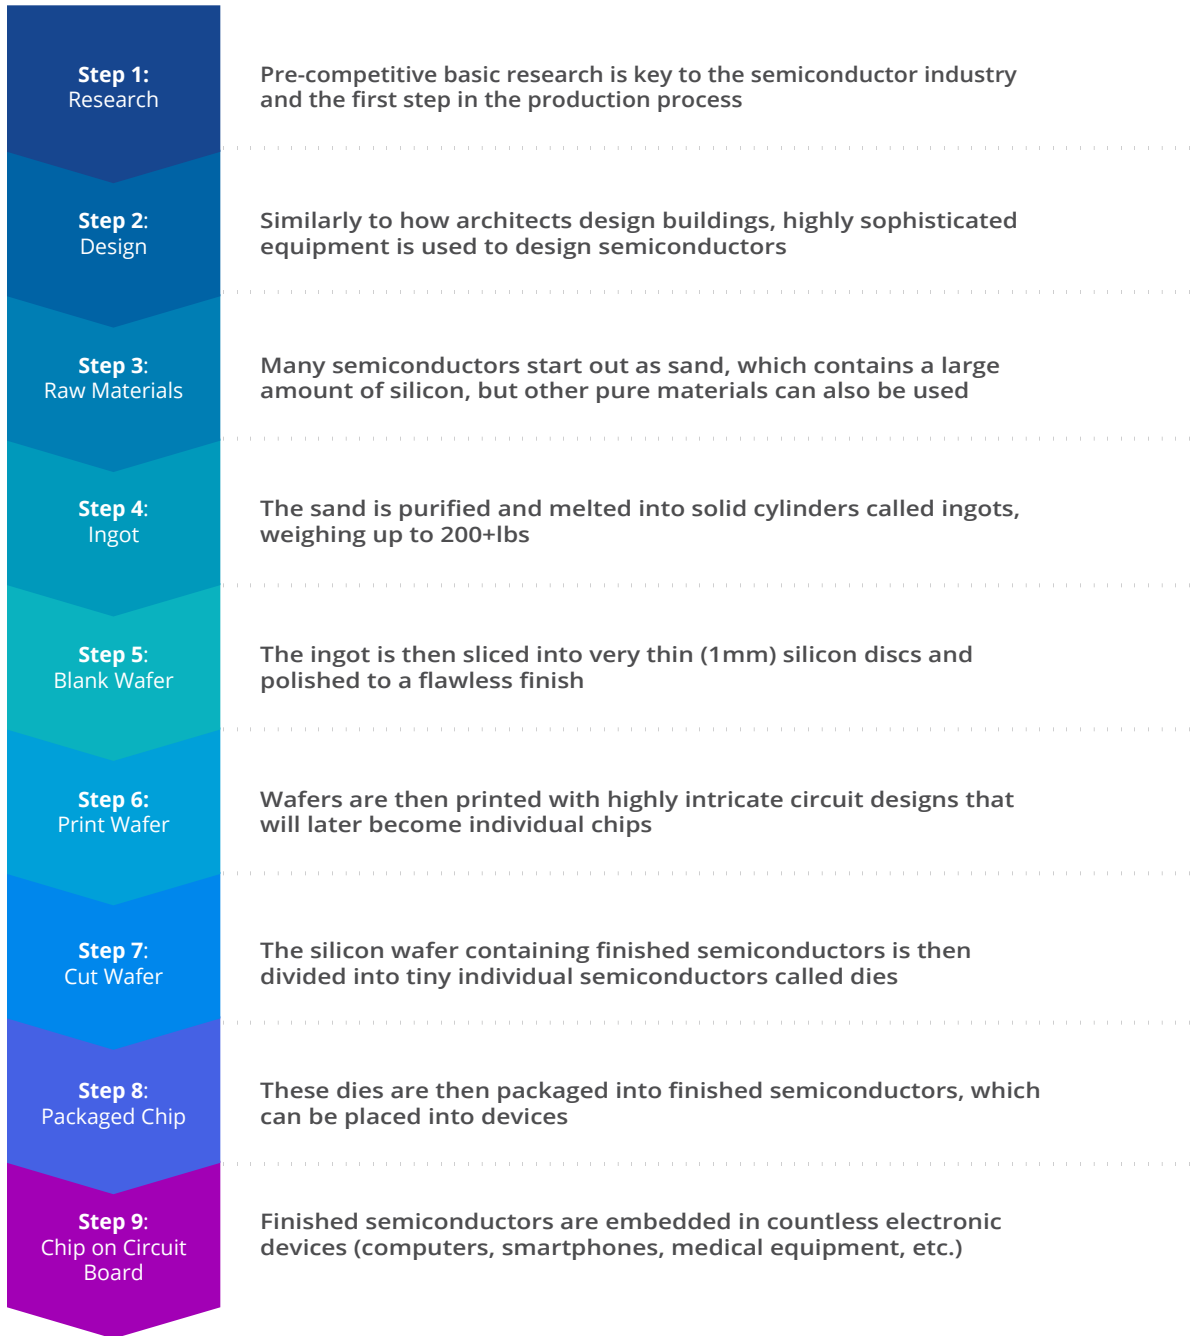 Step 1:
Research
Pre-competitive basic research is key to the semiconductor industry
and the first step in the production process
Step 2:
Design
Similarly to how architects design buildings, highly sophisticated
equipment is used to design semiconductors
Step 3:
Raw Materials
Many semiconductors start out as sand, which contains a large
amount of silicon, but other pure materials can also be used
Step 4:
Ingot
The sand is purified and melted into solid cylinders called ingots,
weighing up to 200+lbs
Step 5:
Blank Wafer
The ingot is then sliced into very thin (1mm) silicon discs and
polished to a flawless finish
Step 6:
Print Wafer
Wafers are then printed with highly intricate circuit designs that
will later become individual chips
Step 7:
Cut Wafer
The silicon wafer containing finished semiconductors is then
divided into tiny individual semiconductors called dies
Step 8:
Packaged Chip
These dies are then packaged into finished semiconductors, which
can be placed into devices
Step 9:
Chip on Circuit
Board
Finished semiconductors are embedded in countless electronic
devices (computers, smartphones, medical equipment, etc.)